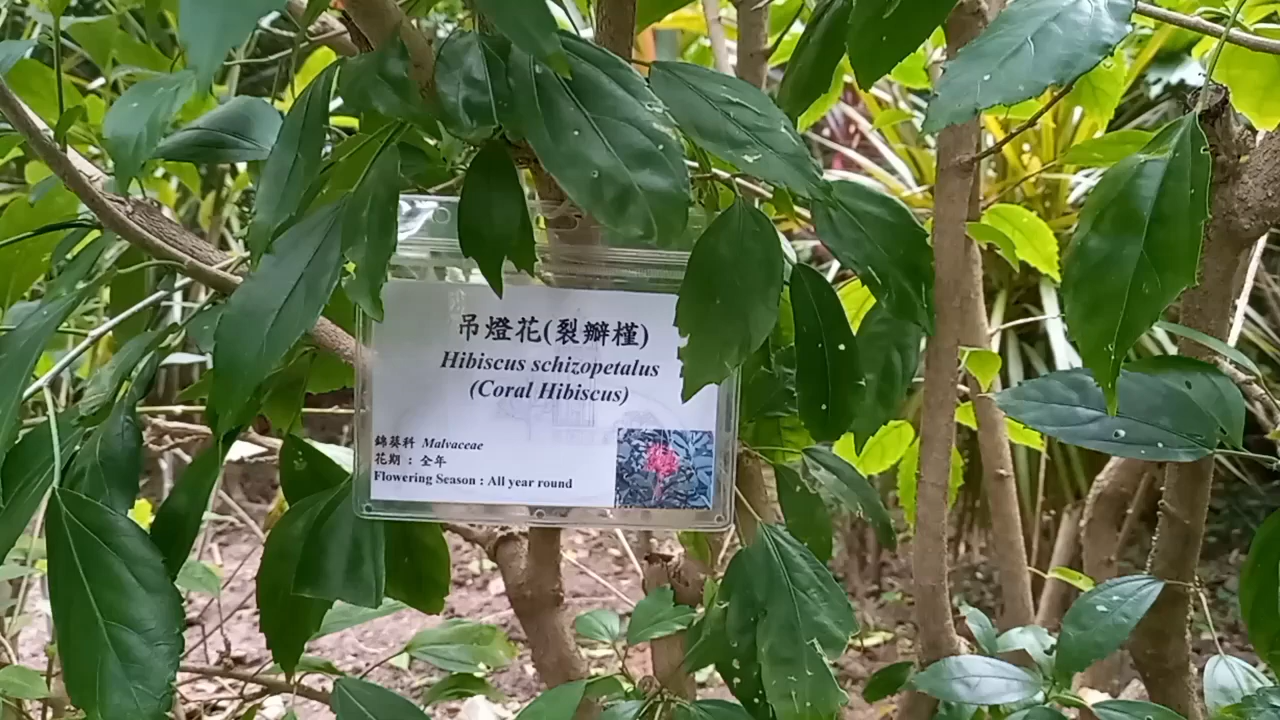 吊燈花(裂瓣槿)
Hibiscus schizopetalus
(Coral Hibiscus)
錦葵科 Malvaceae
花期：全年
Flowering Season : All year round